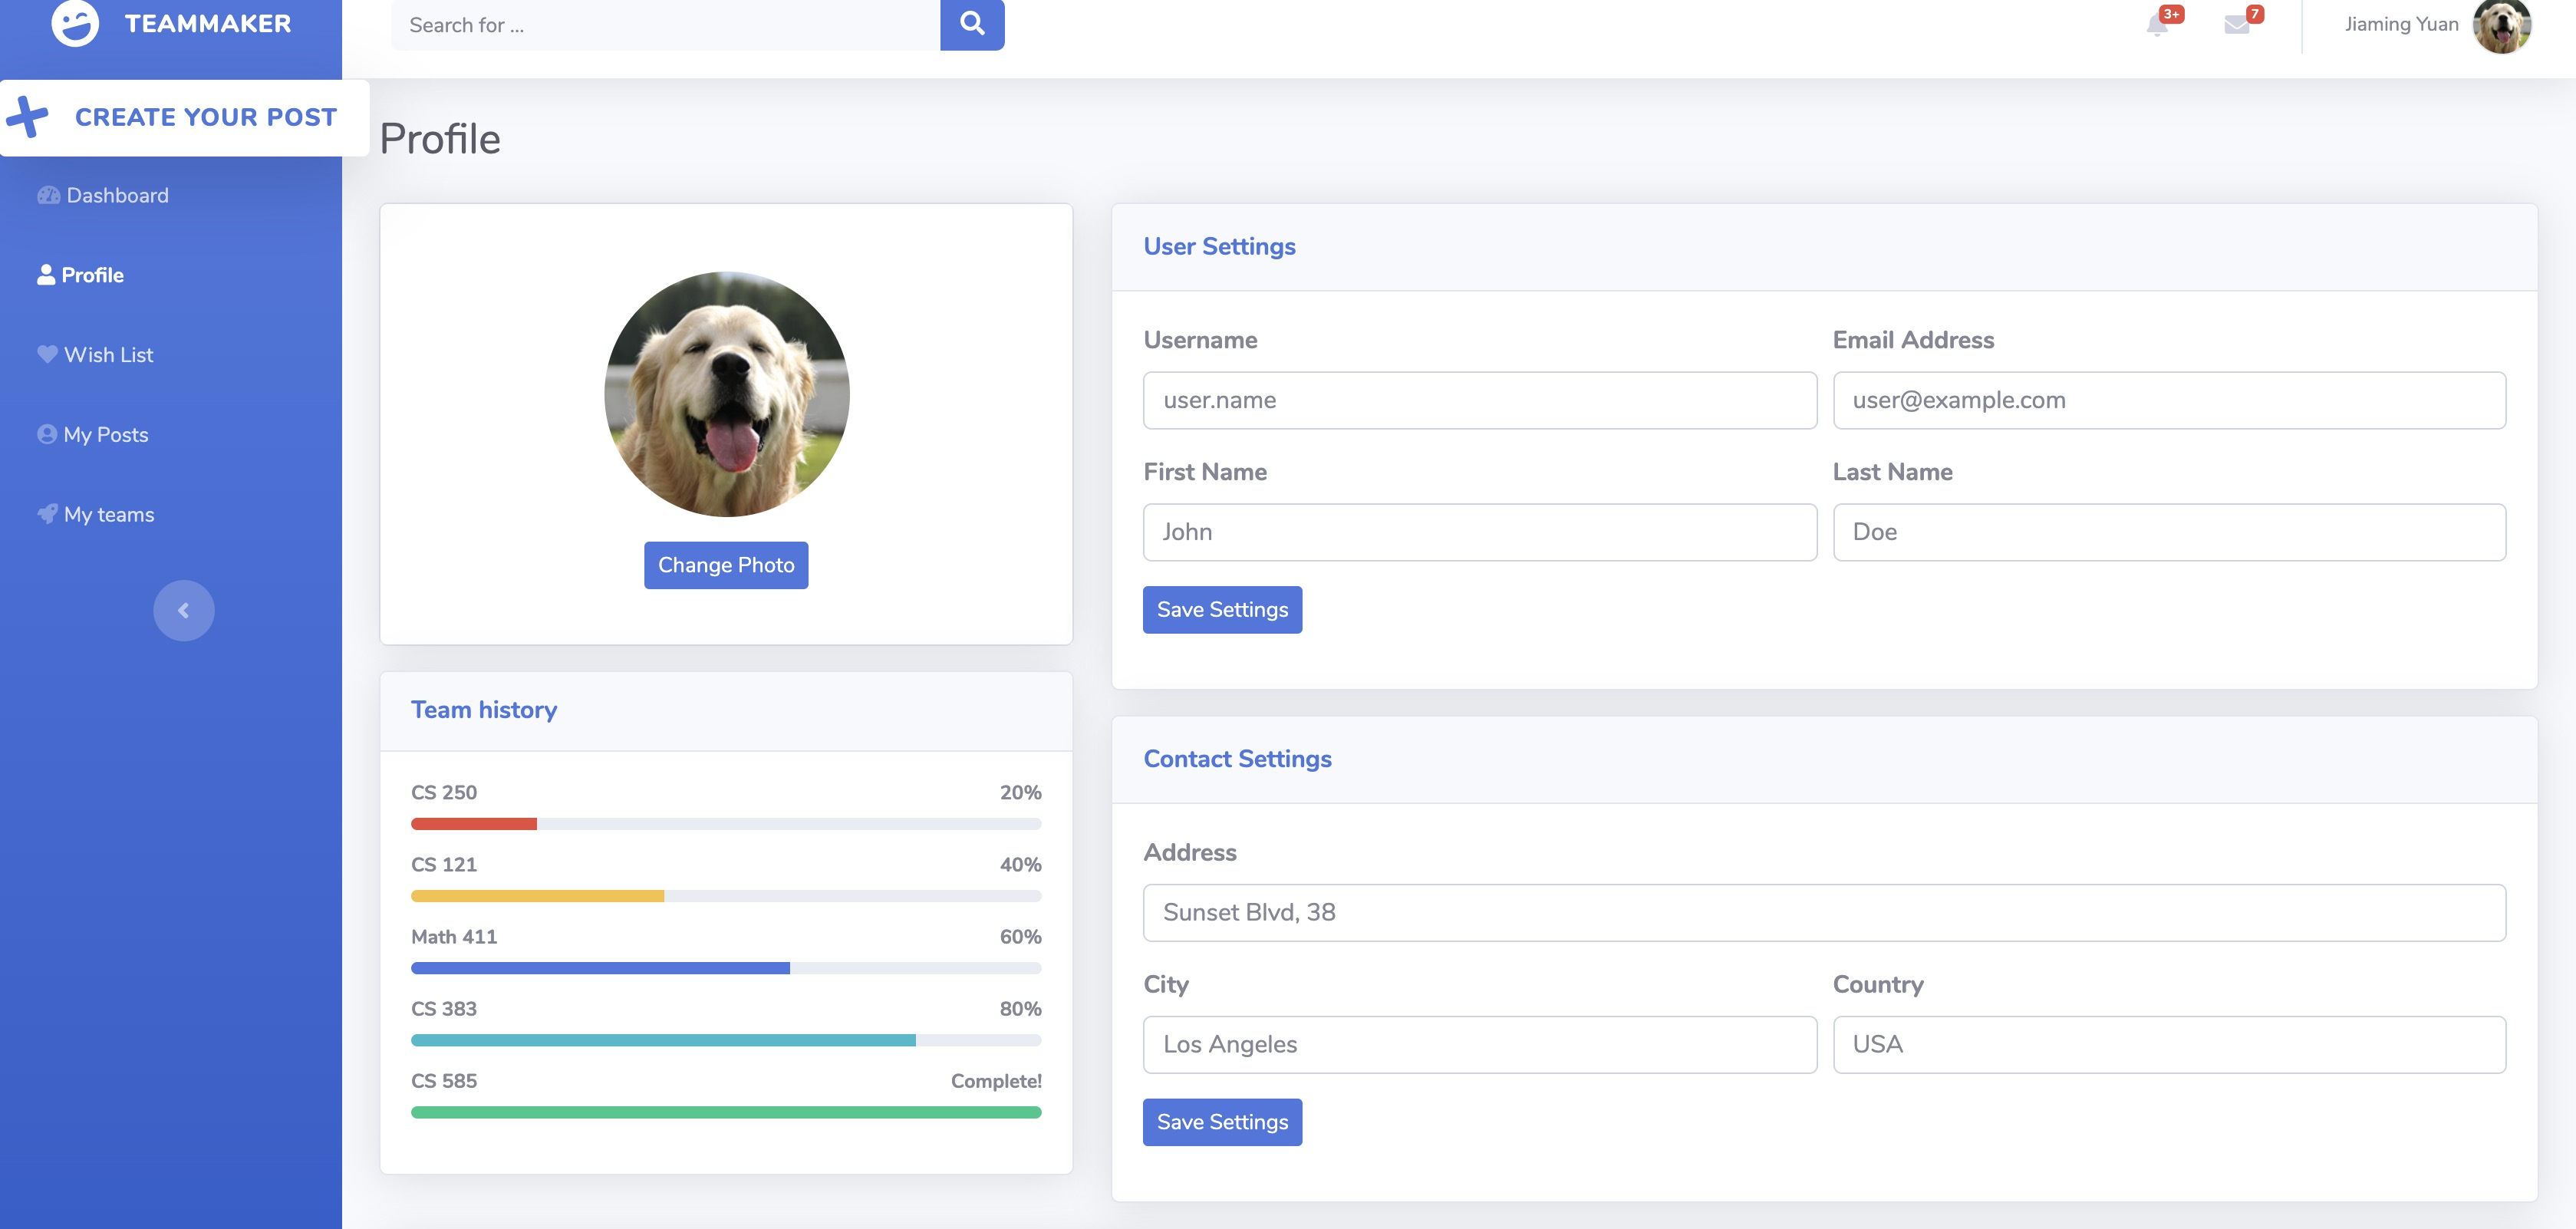 TEAMMAKER
Search for ...
3+
7
Jiaming Yuan
CREATE YOUR POST
Dashboard
Profile
Wish List
My Posts
My teams
Profile
Change Photo
Team history
CS 250 20%
CS 121 40%
Math 411 60%
CS 383 80%
CS 585 Complete!
User Settings
Username Email Address
user.name user@example.com
First Name Last Name
John Doe
Save Settings
Contact Settings
Address
Sunset Blvd, 38
City Country
Los Angeles USA
Save Settings